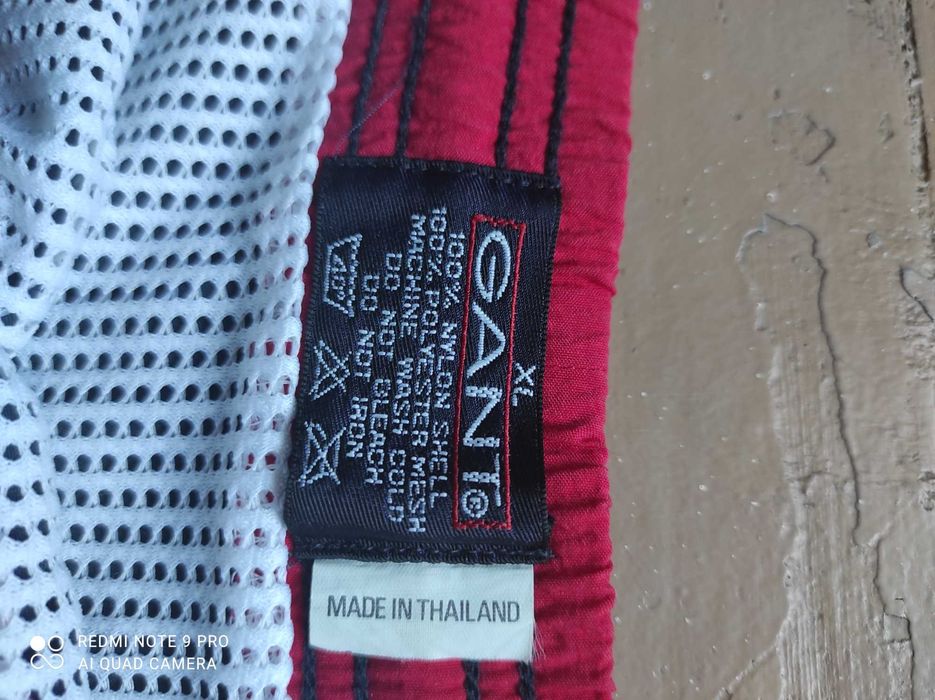 XL
GANT®
100% NYLON SHELL
100% POLYESTER MESH
MACHINE WASH COLD
DO NOT BLEACH
DO NOT IRON
40°
MADE IN THAILAND
REDMI NOTE 9 PRO
AI QUAD CAMERA